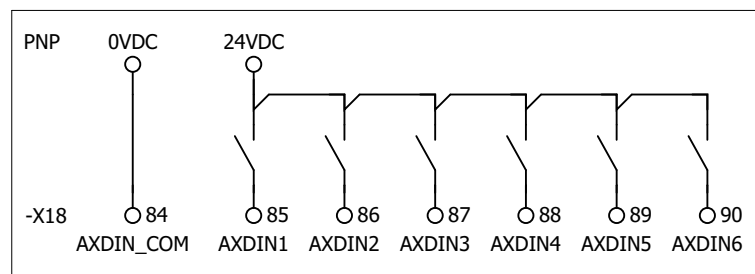 PNP 0VDC 24VDC
-X18 84 85 86 87 88 89 90
AXDIN_COM AXDIN1 AXDIN2 AXDIN3 AXDIN4 AXDIN5 AXDIN6